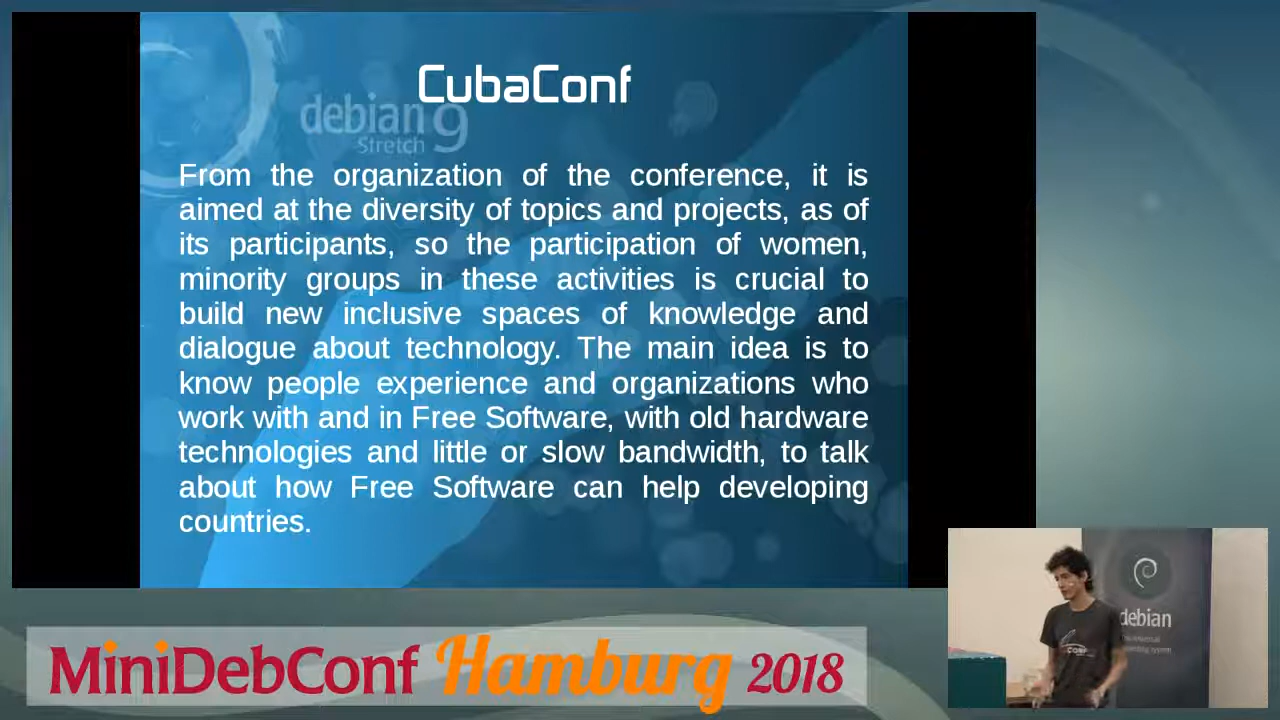 CubaConf
debian 9
Stretch
From the organization of the conference, it is
aimed at the diversity of topics and projects, as of
its participants, so the participation of women,
minority groups in these activities is crucial to
build new inclusive spaces of knowledge and
dialogue about technology. The main idea is to
know people experience and organizations who
work with and in Free Software, with old hardware
technologies and little or slow bandwidth, to talk
about how Free Software can help developing
countries.
debian
CONF
MiniDebConf Hamburg 2018